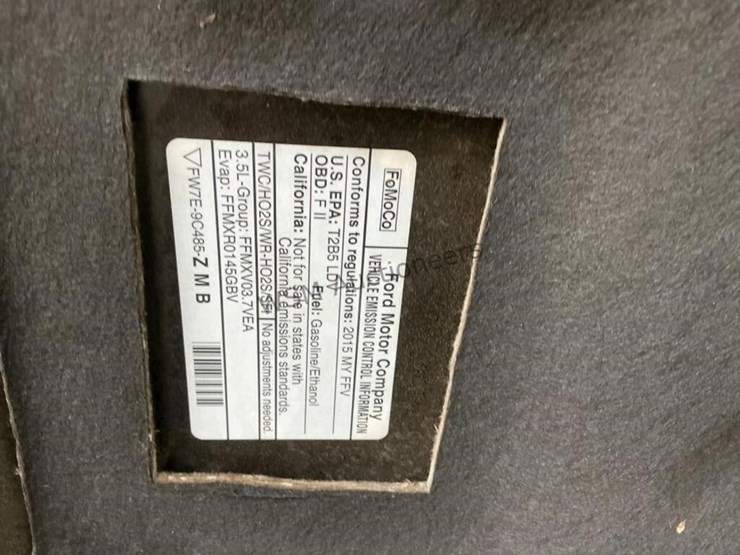 FoMoCo
Ford Motor Company
VEHICLE EMISSION CONTROL INFORMATION
Conforms to regulations: 2015 MY FFV
U.S. EPA: T2B5 LDV
OBD: F II Fuel: Gasoline/Ethanol
California: Not for sale in states with
California emissions standards.
TWC/HO2S/WR-HO2S/SFI No adjustments needed.
3.5L-Group: FFMXV03.7VEA
Evap: FFMXR0145GBV
▽FW7E-9C485-Z M B